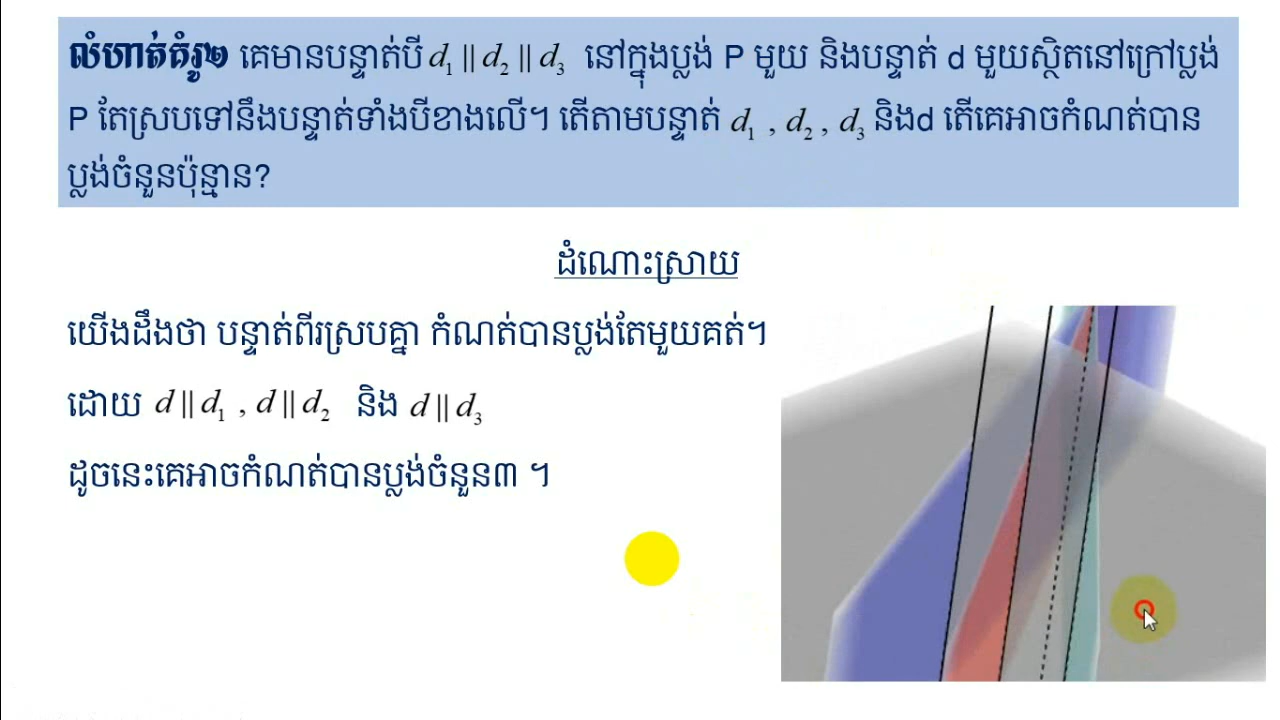 លំហាត់គំរូ២ គេមានបន្ទាត់បី d₁ || d₂ || d₃ នៅក្នុងប្លង់ P មួយ និងបន្ទាត់ d មួយស្ថិតនៅក្រៅប្លង់
P តែស្របទៅនឹងបន្ទាត់ទាំងបីខាងលើ។ តើតាមបន្ទាត់ d₁ , d₂ , d₃ និងd តើគេអាចកំណត់បាន
ប្លង់ចំនួនប៉ុន្មាន?
ដំណោះស្រាយ
យើងដឹងថា បន្ទាត់ពីរស្របគ្នា កំណត់បានប្លង់តែមួយគត់។
ដោយ d || d₁ , d || d₂ និង d || d₃
ដូចនេះគេអាចកំណត់បានប្លង់ចំនួន៣ ។